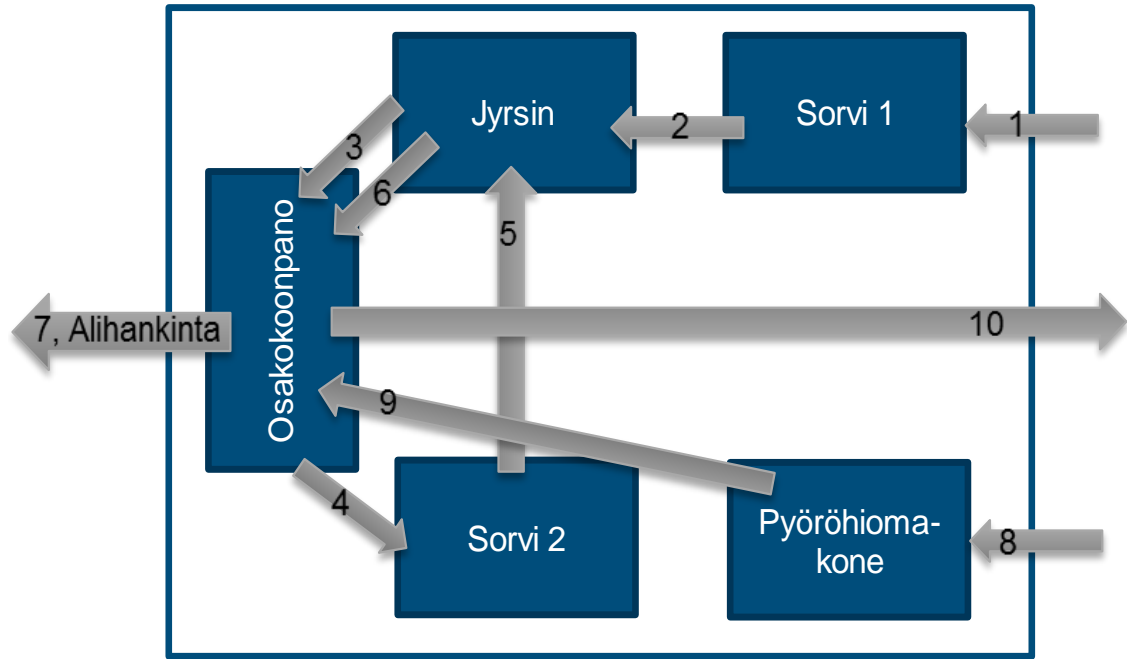 Jyrsin
2
Sorvi 1
1
3
6
Osakokoonpano
5
7, Alihankinta
10
9
4
Sorvi 2
Pyöröhioma-
kone
8